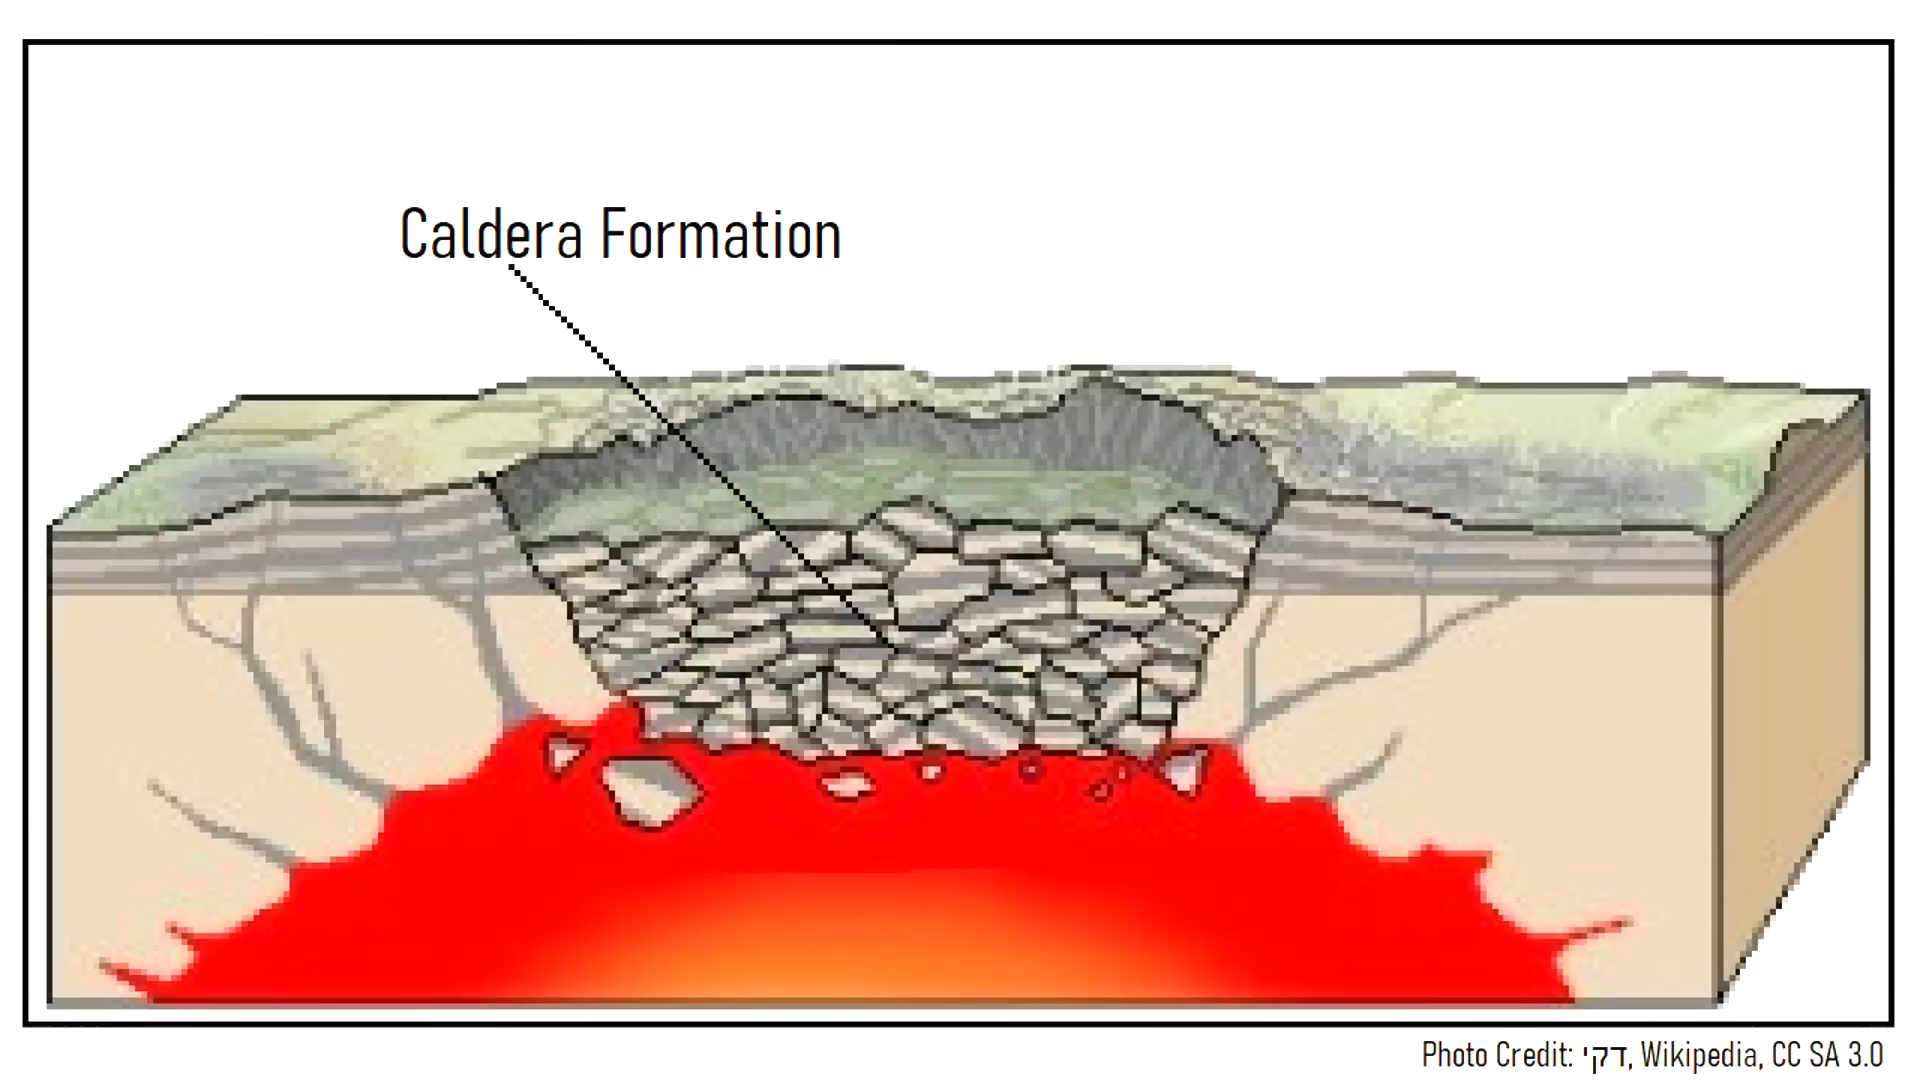 Caldera Formation
Photo Credit: דקי, Wikipedia, CC SA 3.0